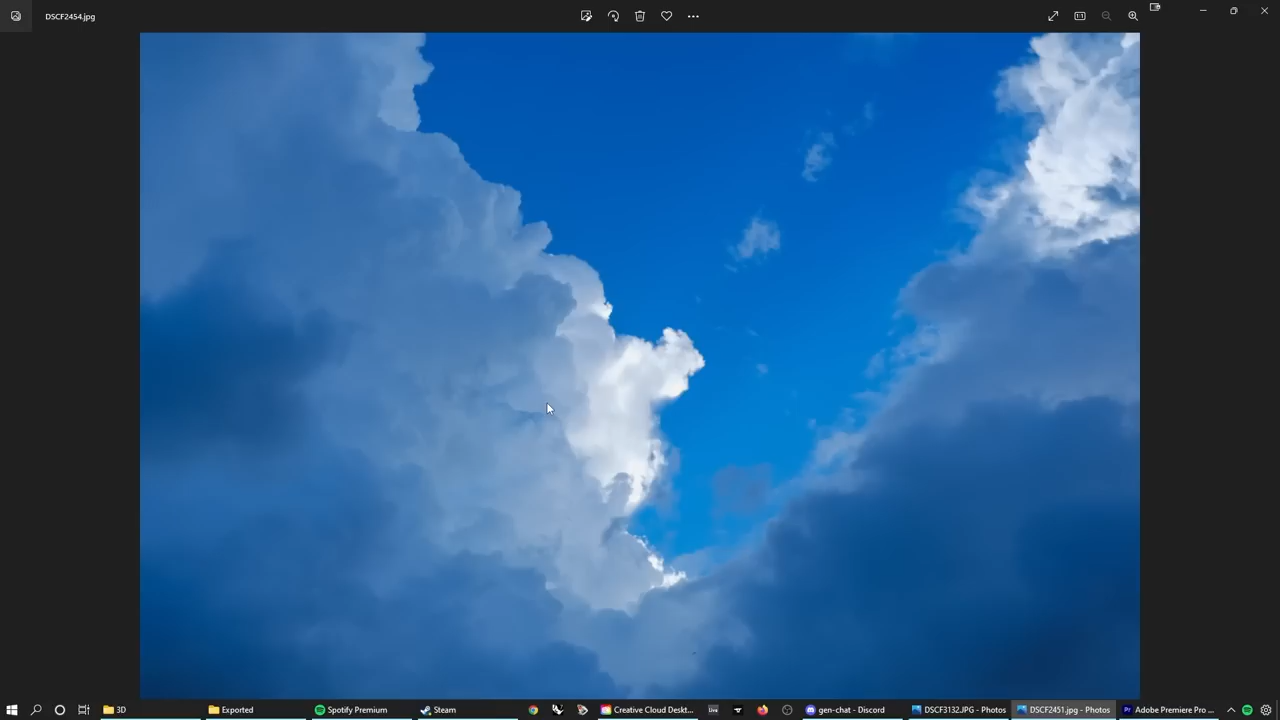 DSCF2454.jpg
3D
Exported
Spotify Premium
Steam
Creative Cloud Deskt...
gen-chat - Discord
DSCF3132.JPG - Photos
DSCF2451.jpg - Photos
Adobe Premiere Pro ...